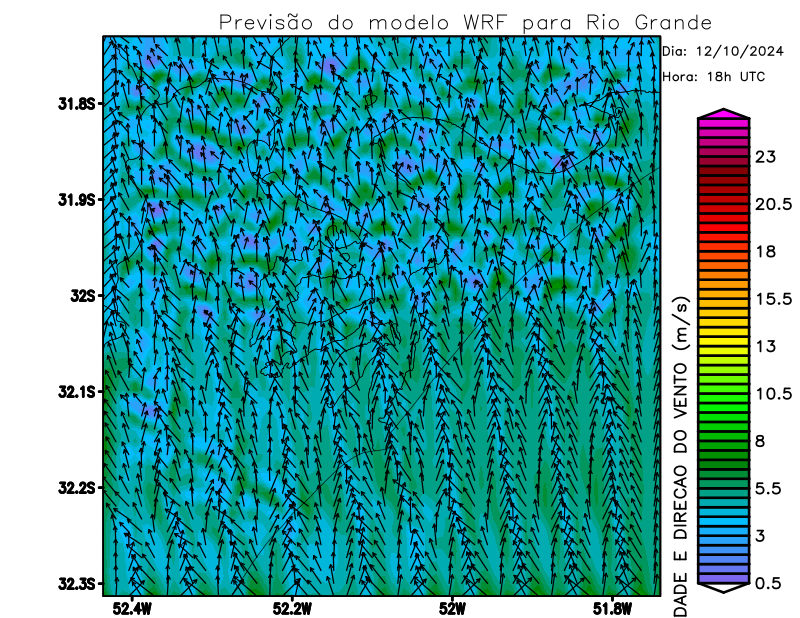 Previsão do modelo WRF para Rio Grande
Dia: 12/10/2024
Hora: 18h UTC
31.8S
31.9S
32S
32.1S
32.2S
32.3S
52.4W
52.2W
52W
51.8W
DADE E DIRECAO DO VENTO (m/s)
23
20.5
18
15.5
13
10.5
8
5.5
3
0.5